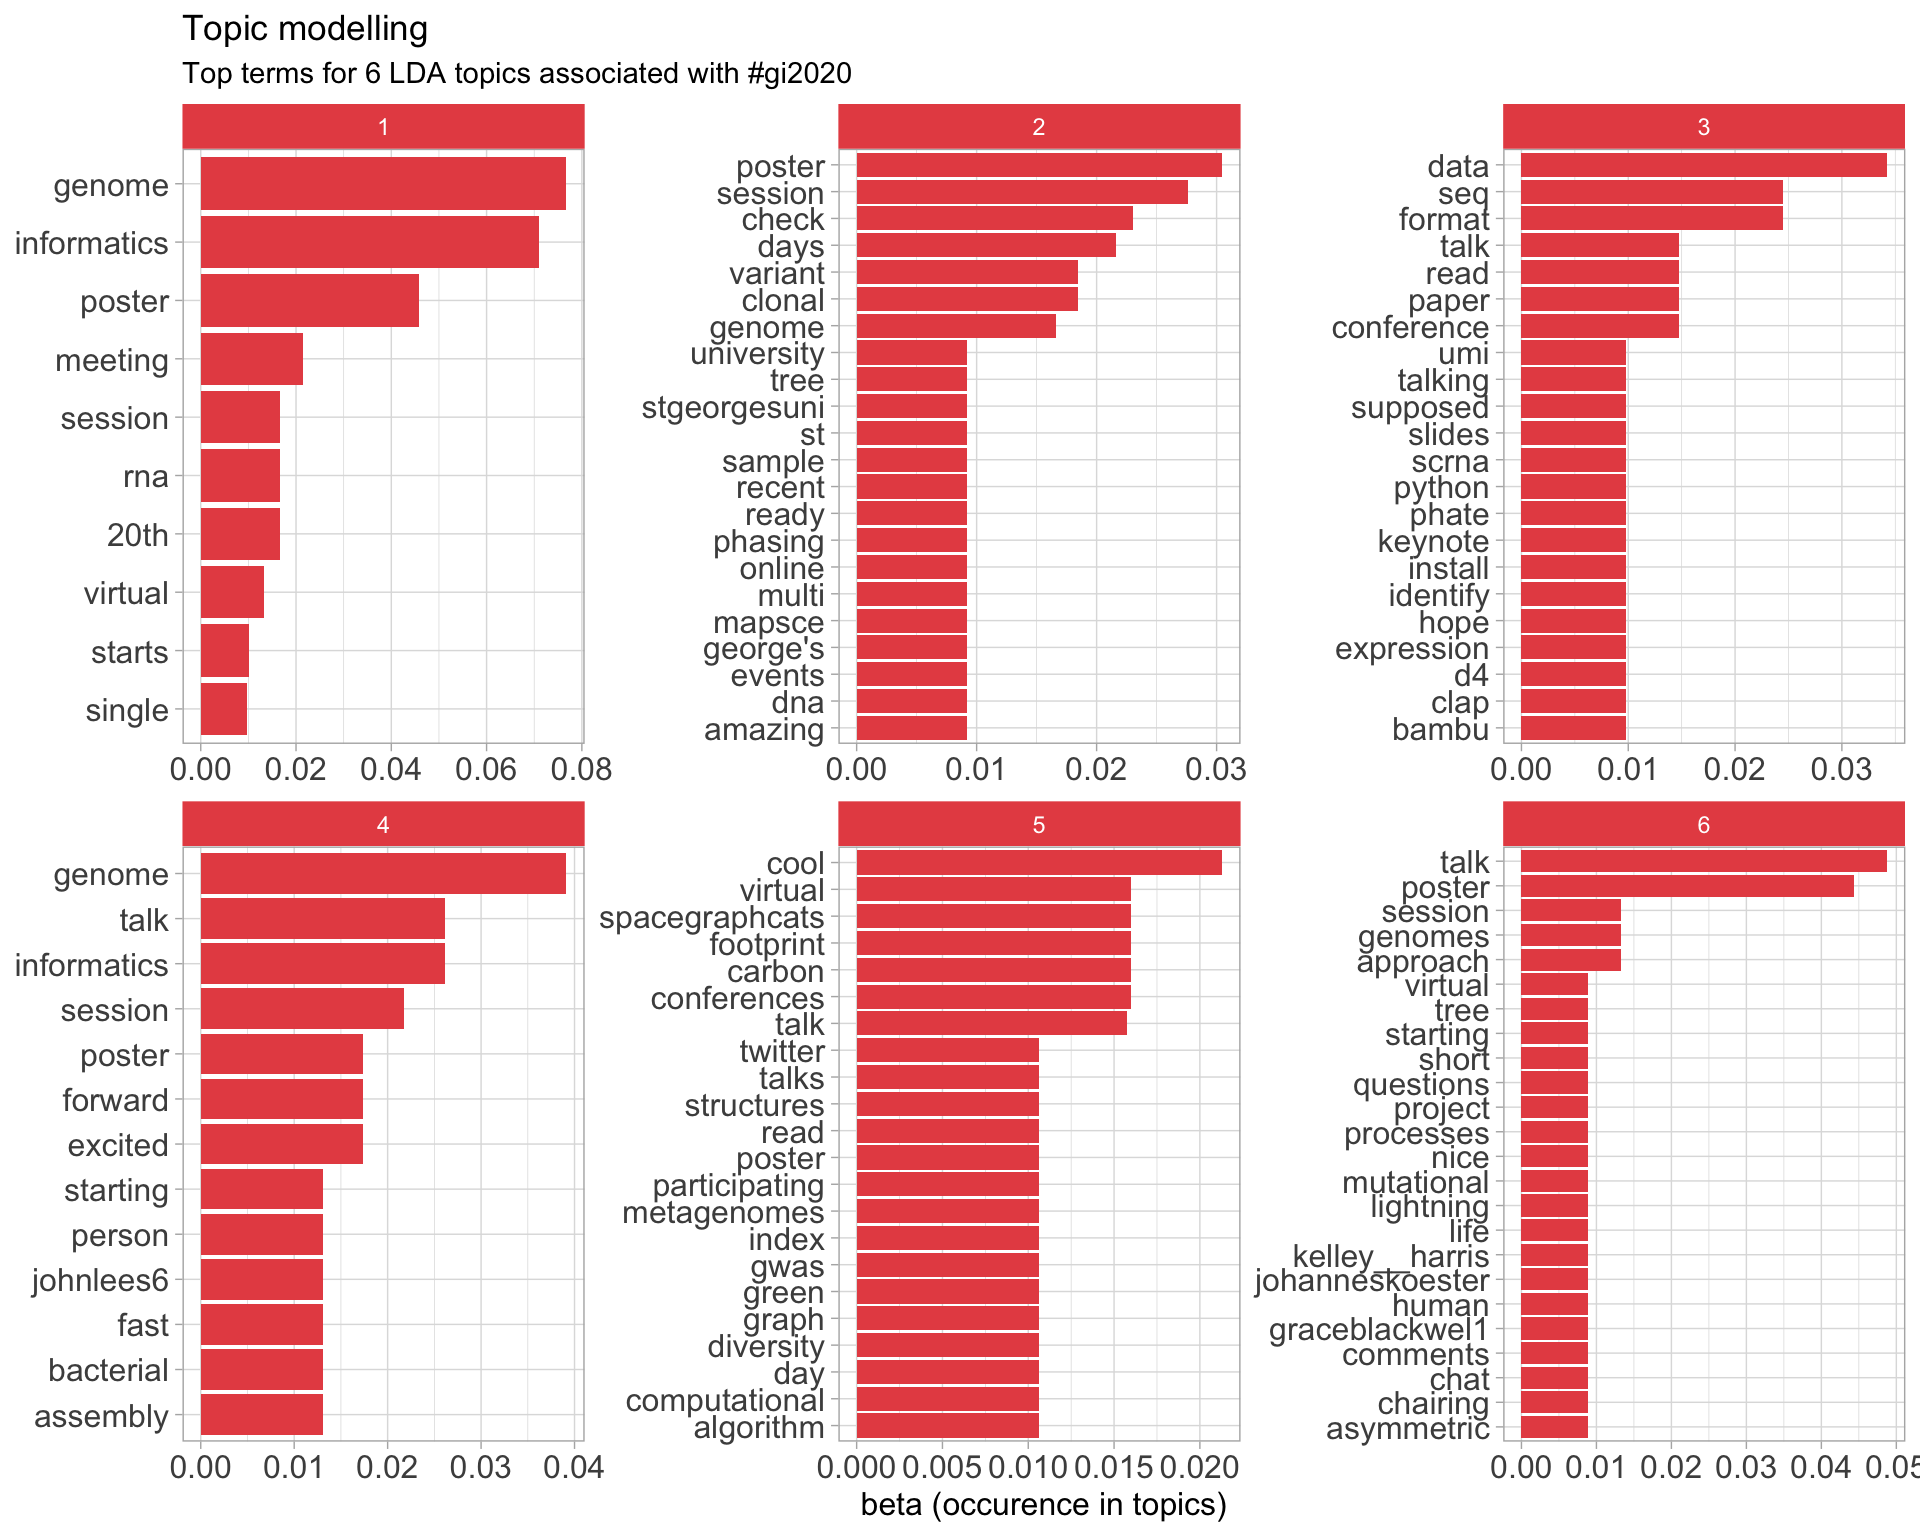 Topic modelling
Top terms for 6 LDA topics associated with #gi2020
1
genome
informatics
poster
meeting
session
rna
20th
virtual
starts
single
0.00 0.02 0.04 0.06 0.08
2
poster
session
check
days
variant
clonal
genome
university
tree
stgeorgesuni
st
sample
recent
ready
phasing
online
multi
mapsce
george's
events
dna
amazing
0.00 0.01 0.02 0.03
3
data
seq
format
talk
read
paper
conference
umi
talking
supposed
slides
scrna
python
phate
keynote
install
identify
hope
expression
d4
clap
bambu
0.00 0.01 0.02 0.03
4
genome
talk
informatics
session
poster
forward
excited
starting
person
johnlees6
fast
bacterial
assembly
0.00 0.01 0.02 0.03 0.04
5
cool
virtual
spacegraphcats
footprint
carbon
conferences
talk
twitter
talks
structures
read
poster
participating
metagenomes
index
gwas
green
graph
diversity
day
computational
algorithm
0.000 0.005 0.010 0.015 0.020
6
talk
poster
session
genomes
approach
virtual
tree
starting
short
questions
project
processes
nice
mutational
lightning
life
kelley__harris
johanneskoester
human
graceblackwel1
comments
chat
chairing
asymmetric
0.00 0.01 0.02 0.03 0.04 0.05
beta (occurence in topics)